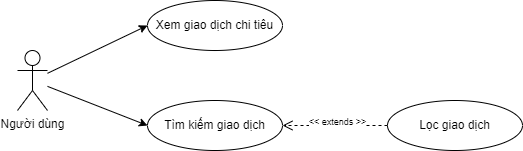 Xem giao dịch chi tiêu
Người dùng
Tìm kiếm giao dịch
<< extends >>
Lọc giao dịch